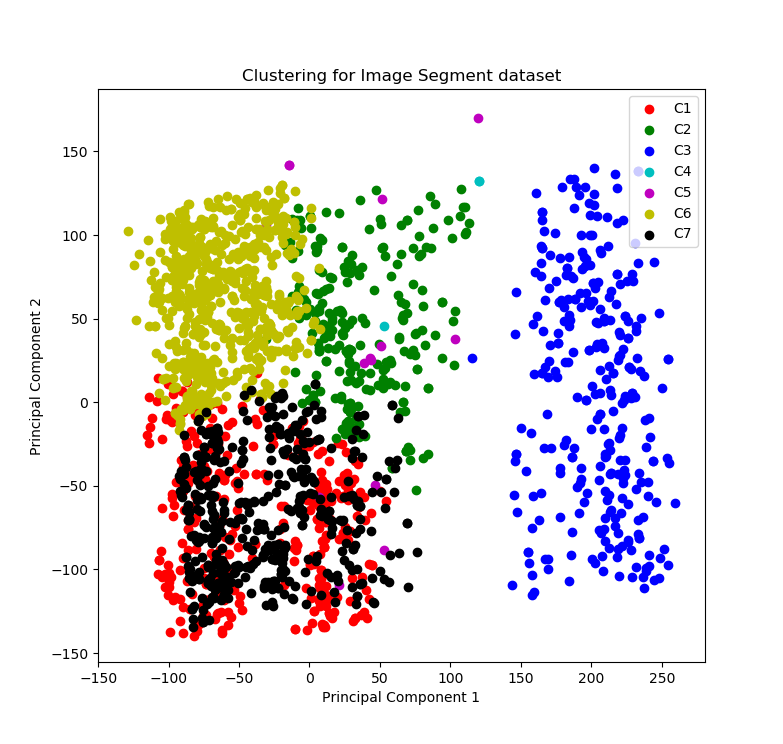 Clustering for Image Segment dataset
C1
C2
C3
C4
C5
C6
C7
150
100
50
0
−50
−100
−150
Principal Component 2
−150 −100 −50 0 50 100 150 200 250
Principal Component 1